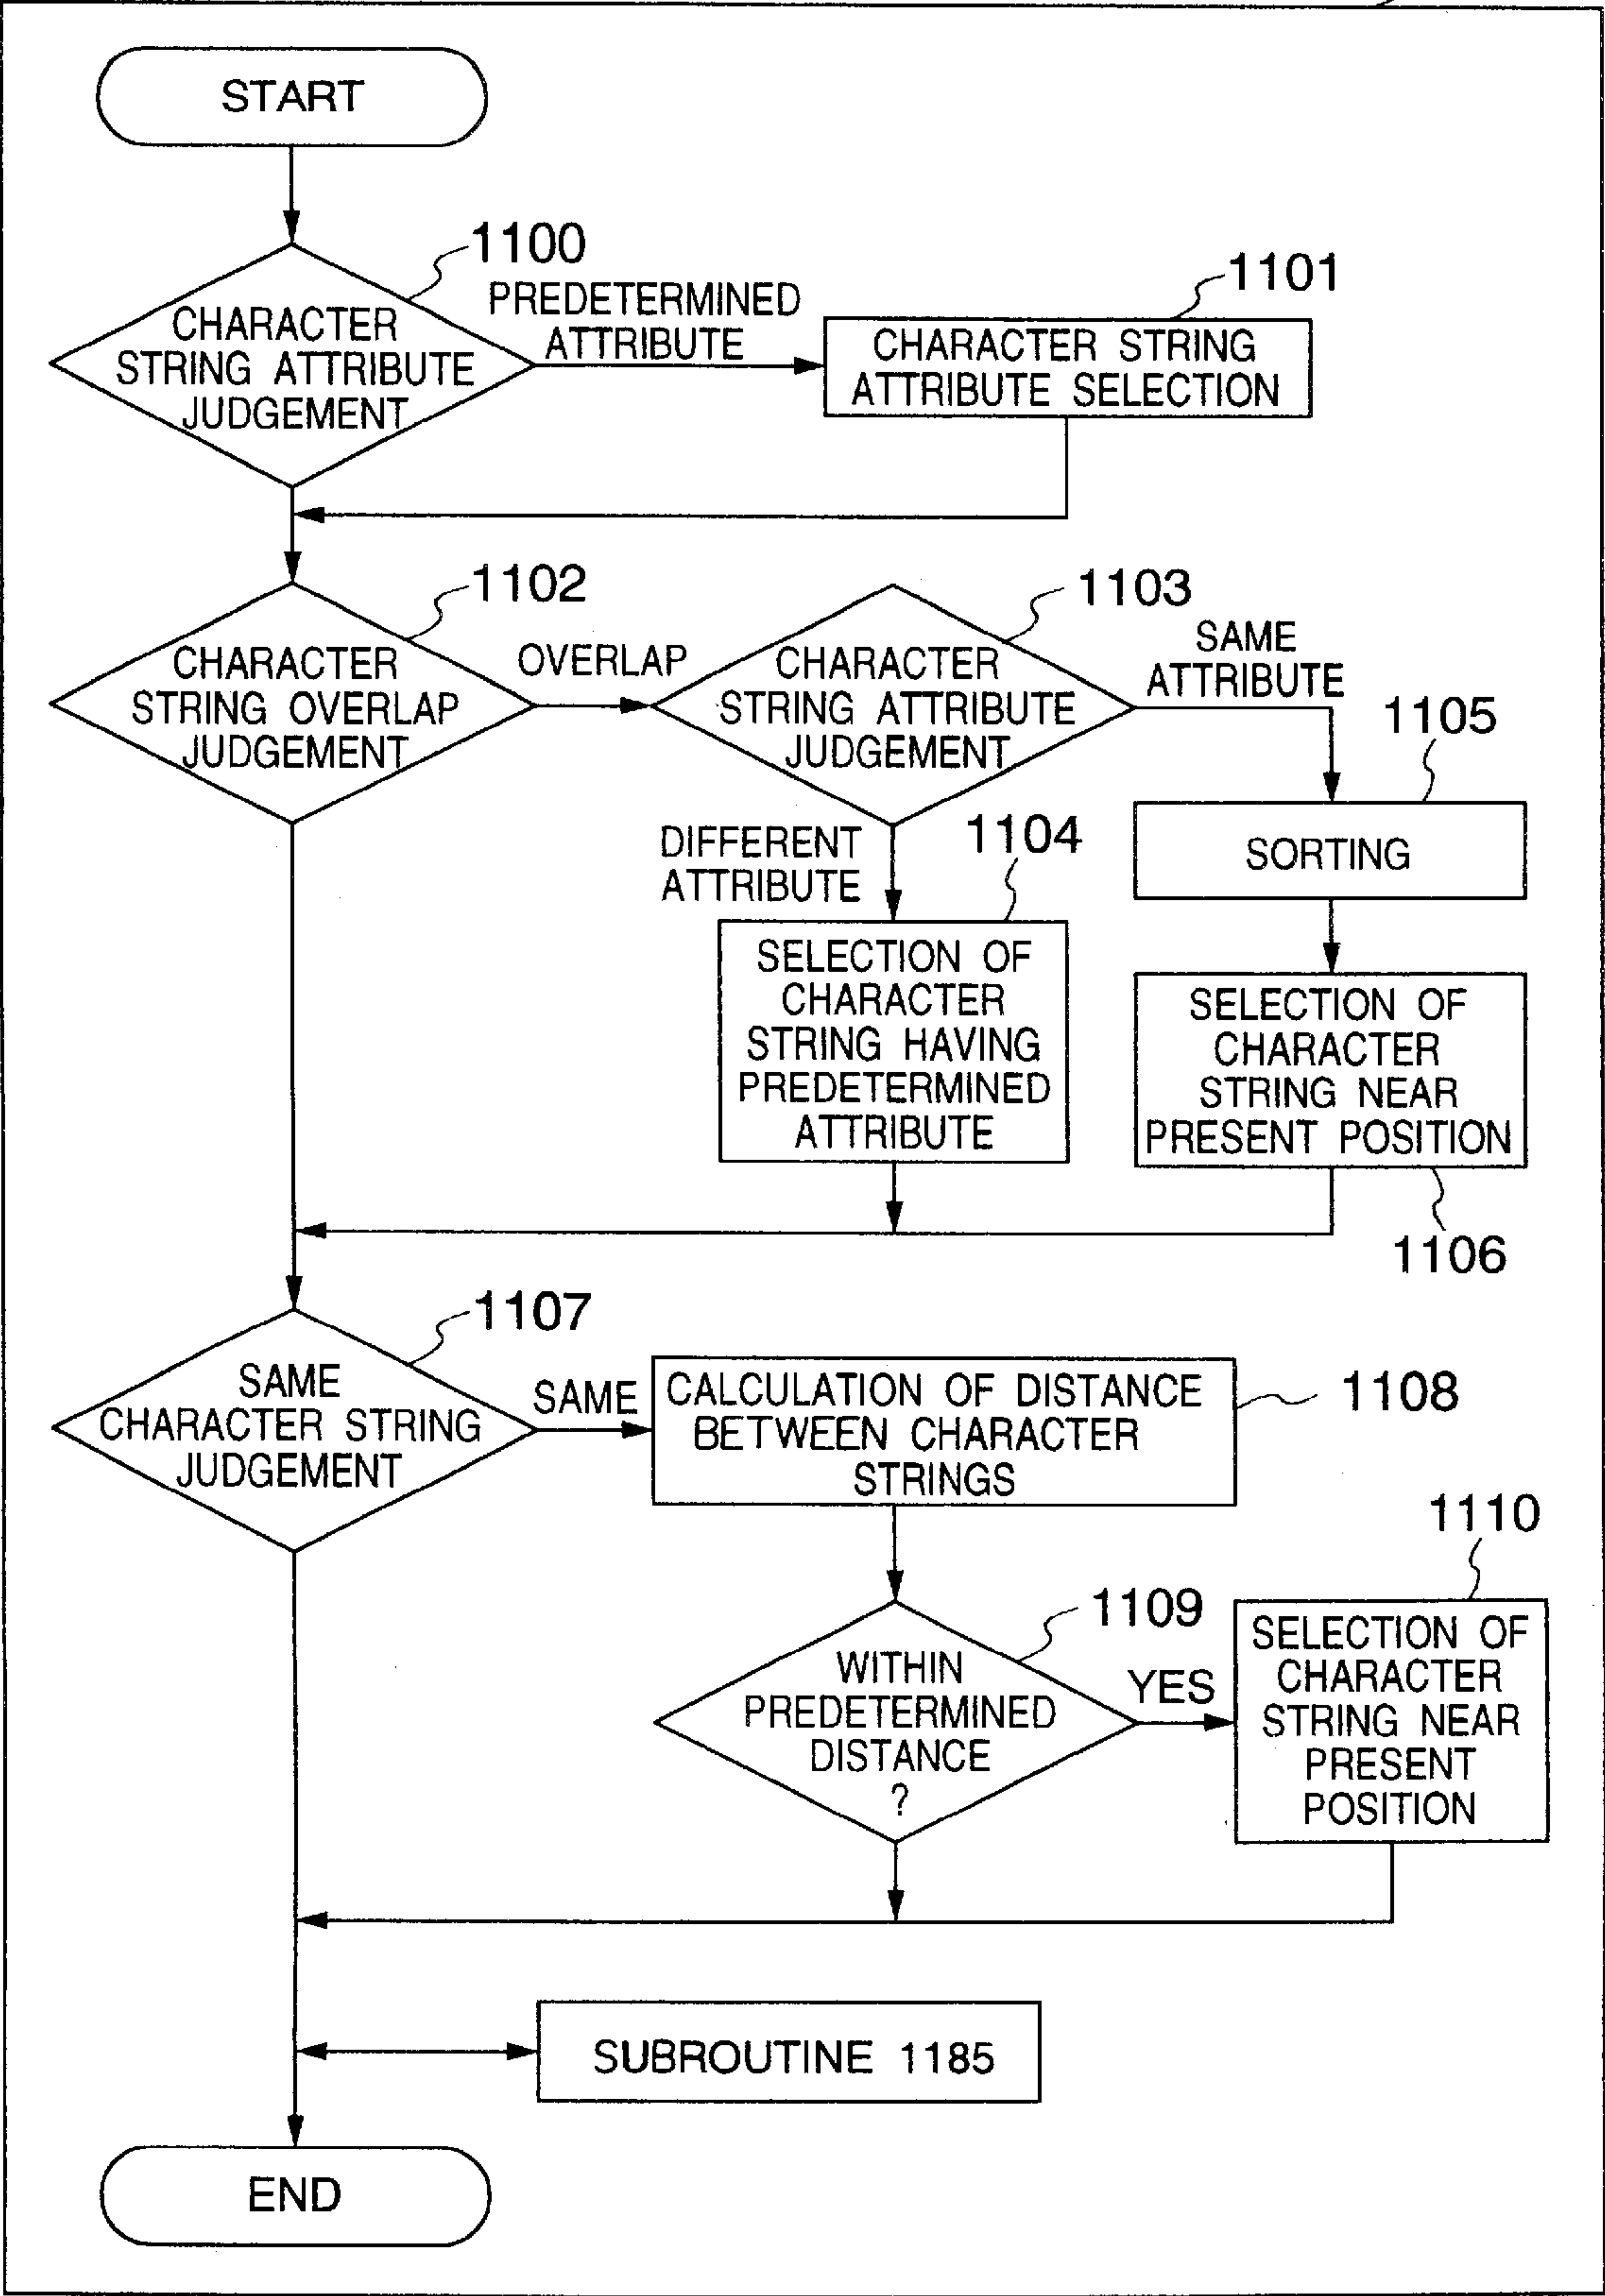 START
1100
PREDETERMINED
ATTRIBUTE
CHARACTER
STRING ATTRIBUTE
JUDGEMENT
1101
CHARACTER STRING
ATTRIBUTE SELECTION
1102
CHARACTER
STRING OVERLAP
JUDGEMENT
OVERLAP
1103
CHARACTER
STRING ATTRIBUTE
JUDGEMENT
SAME
ATTRIBUTE
1105
SORTING
DIFFERENT
ATTRIBUTE
1104
SELECTION OF
CHARACTER
STRING HAVING
PREDETERMINED
ATTRIBUTE
SELECTION OF
CHARACTER
STRING NEAR
PRESENT POSITION
1106
1107
SAME
CHARACTER STRING
JUDGEMENT
SAME
CALCULATION OF DISTANCE
BETWEEN CHARACTER
STRINGS
1108
1109
WITHIN
PREDETERMINED
DISTANCE
?
YES
1110
SELECTION OF
CHARACTER
STRING NEAR
PRESENT
POSITION
SUBROUTINE 1185
END